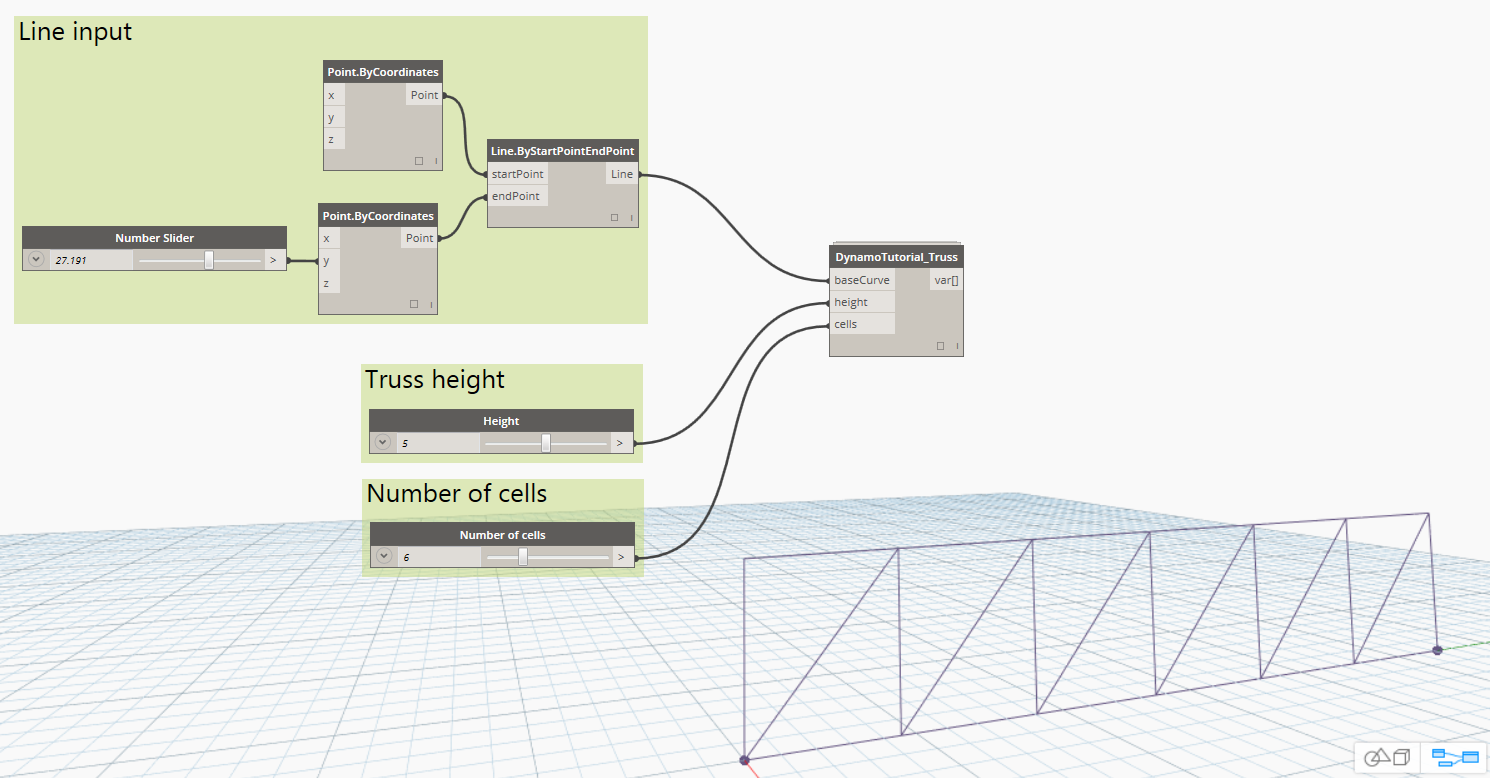 Line input
Point.ByCoordinates
x Point
y
z
Line.ByStartPointEndPoint
startPoint Line
endPoint
Point.ByCoordinates
x Point
y
z
Number Slider
27.191 >
DynamoTutorial_Truss
baseCurve var[]
height
cells
Truss height
Height
5 >
Number of cells
Number of cells
6 >